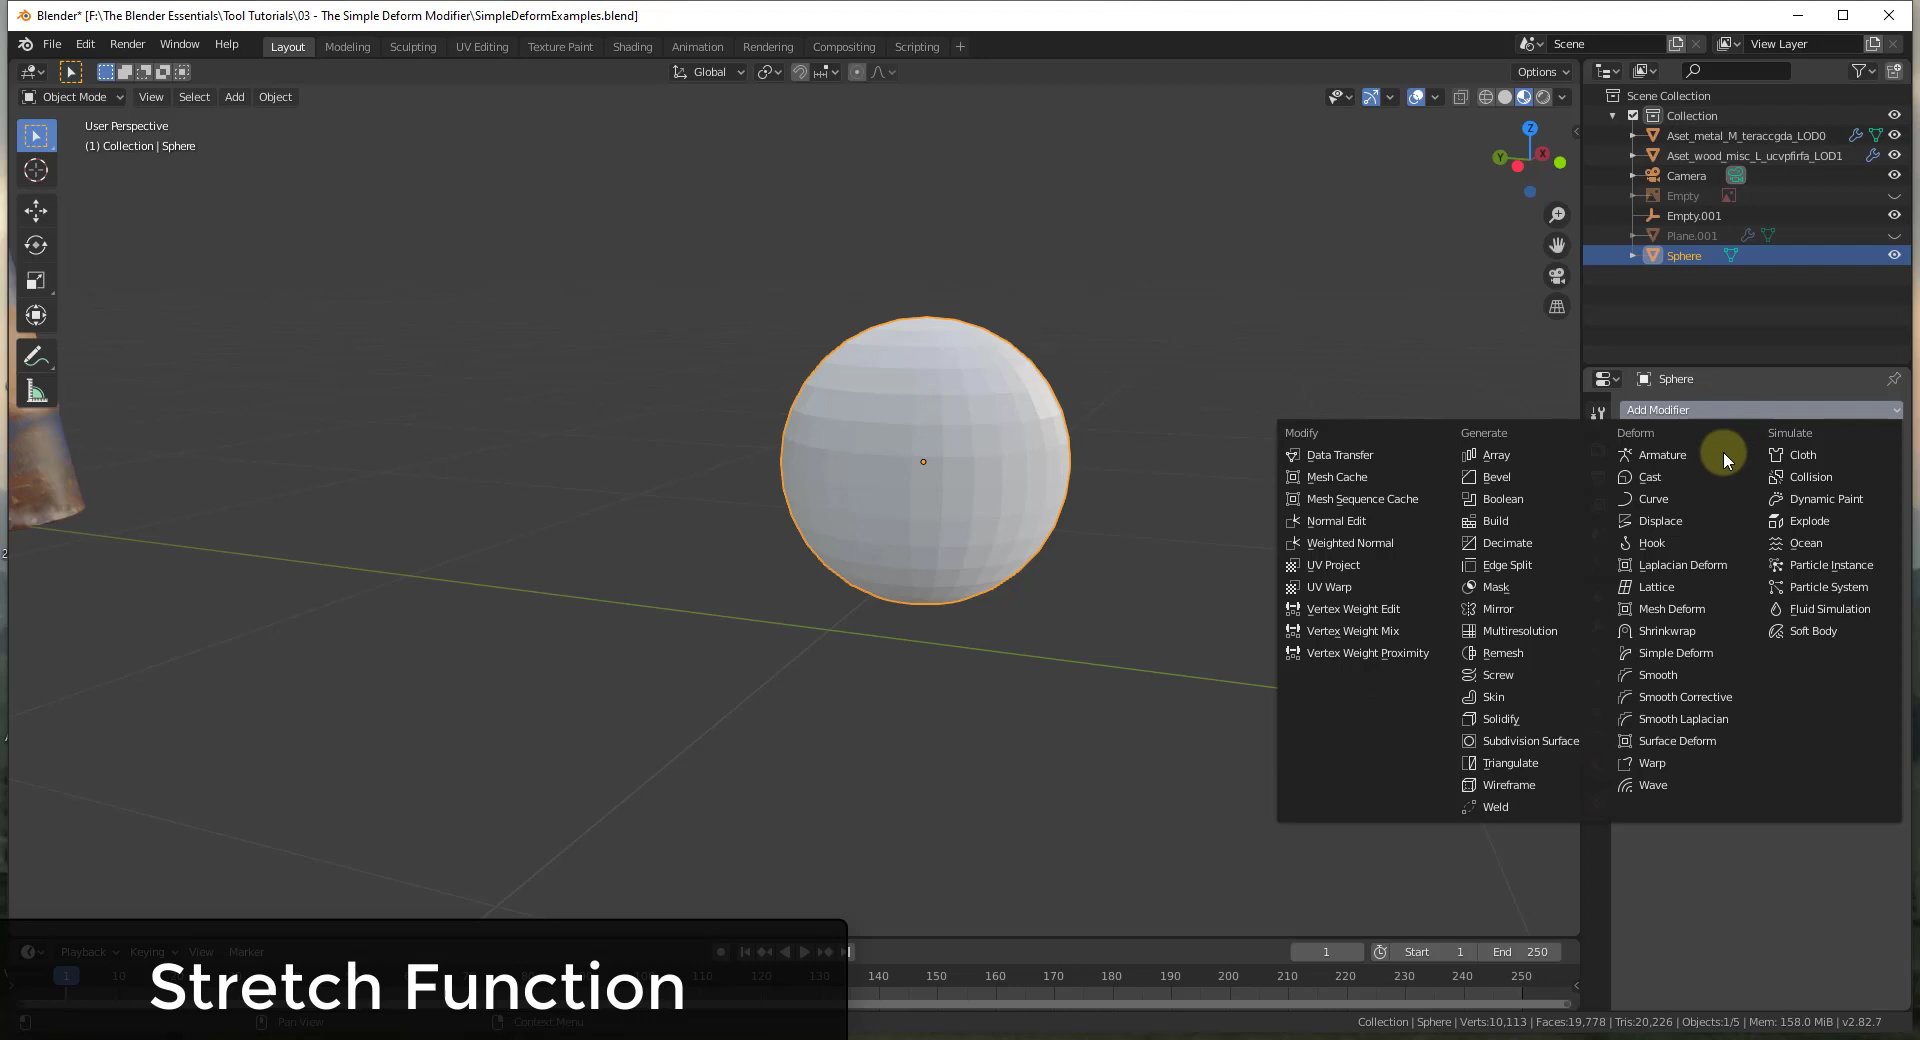 Blender* [F:\The Blender Essentials\Tool Tutorials\03 - The Simple Deform Modifier\SimpleDeformExamples.blend]
File Edit Render Window Help Layout Modeling Sculpting UV Editing Texture Paint Shading Animation Rendering Compositing Scripting + Scene View Layer
Global Options
Object Mode View Select Add Object
User Perspective
(1) Collection | Sphere
Z
Y
X
Scene Collection
Collection
Aset_metal_M_teraccgda_LOD0
Aset_wood_misc_L_ucvpfirfa_LOD1
Camera
Empty
Empty.001
Plane.001
Sphere
Sphere
Add Modifier
Modify
Data Transfer
Mesh Cache
Mesh Sequence Cache
Normal Edit
Weighted Normal
UV Project
UV Warp
Vertex Weight Edit
Vertex Weight Mix
Vertex Weight Proximity
Generate
Array
Bevel
Boolean
Build
Decimate
Edge Split
Mask
Mirror
Multiresolution
Remesh
Screw
Skin
Solidify
Subdivision Surface
Triangulate
Wireframe
Weld
Deform
Armature
Cast
Curve
Displace
Hook
Laplacian Deform
Lattice
Mesh Deform
Shrinkwrap
Simple Deform
Smooth
Smooth Corrective
Smooth Laplacian
Surface Deform
Warp
Wave
Simulate
Cloth
Collision
Dynamic Paint
Explode
Ocean
Particle Instance
Particle System
Fluid Simulation
Soft Body
Playback Keying View Marker 1 Start 1 End 250
1 10 110 120 130 140 150 160 170 180 190 200 210 220 230 240 250
Stretch Function
Pan View Context Menu
Collection | Sphere | Verts:10,113 | Faces:19,778 | Tris:20,226 | Objects:1/5 | Mem: 158.0 MiB | v2.82.7